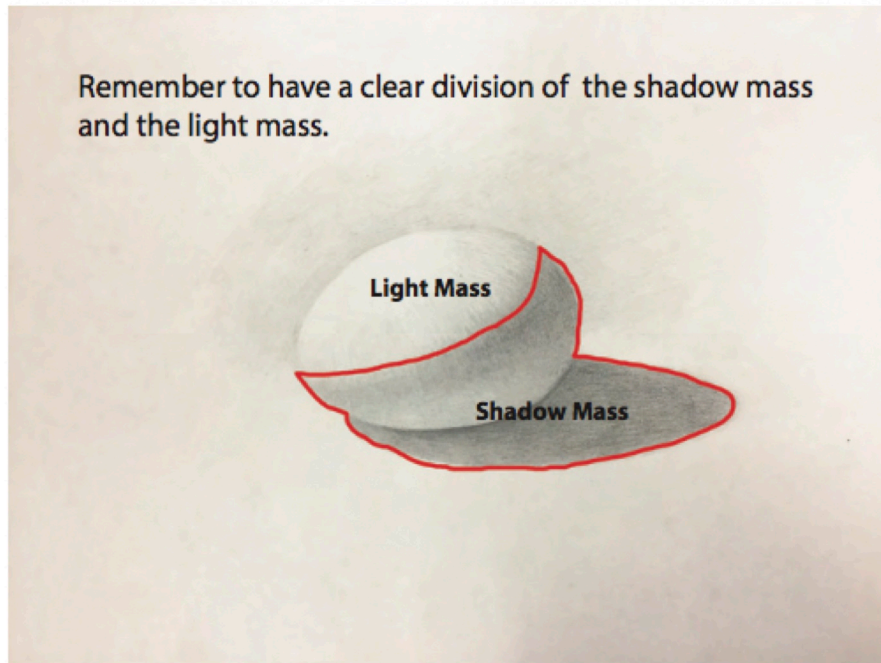 Remember to have a clear division of the shadow mass
and the light mass.
Light Mass
Shadow Mass